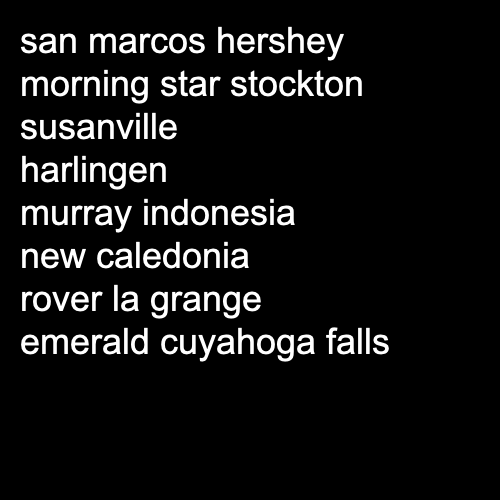 san marcos hershey
morning star stockton
susanville
harlingen
murray indonesia
new caledonia
rover la grange
emerald cuyahoga falls